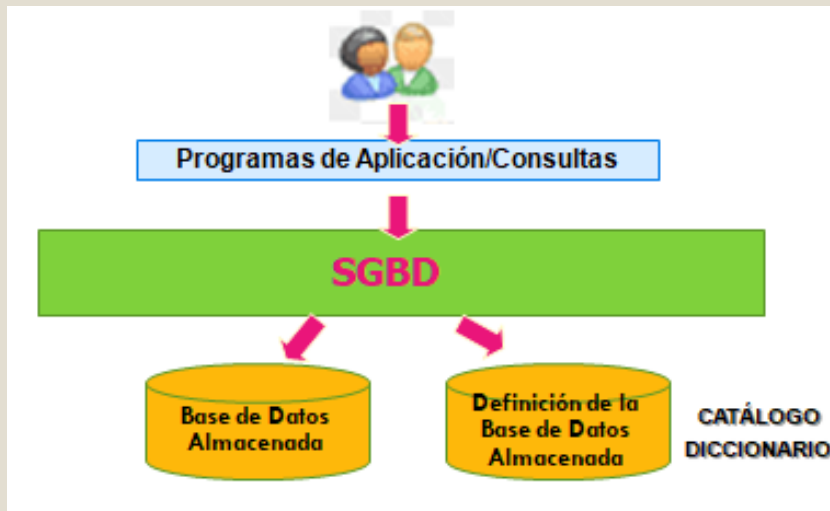 Programas de Aplicación/Consultas
SGBD
Base de Datos
Almacenada
Definición de la
Base de Datos
Almacenada
CATÁLOGO
DICCIONARIO